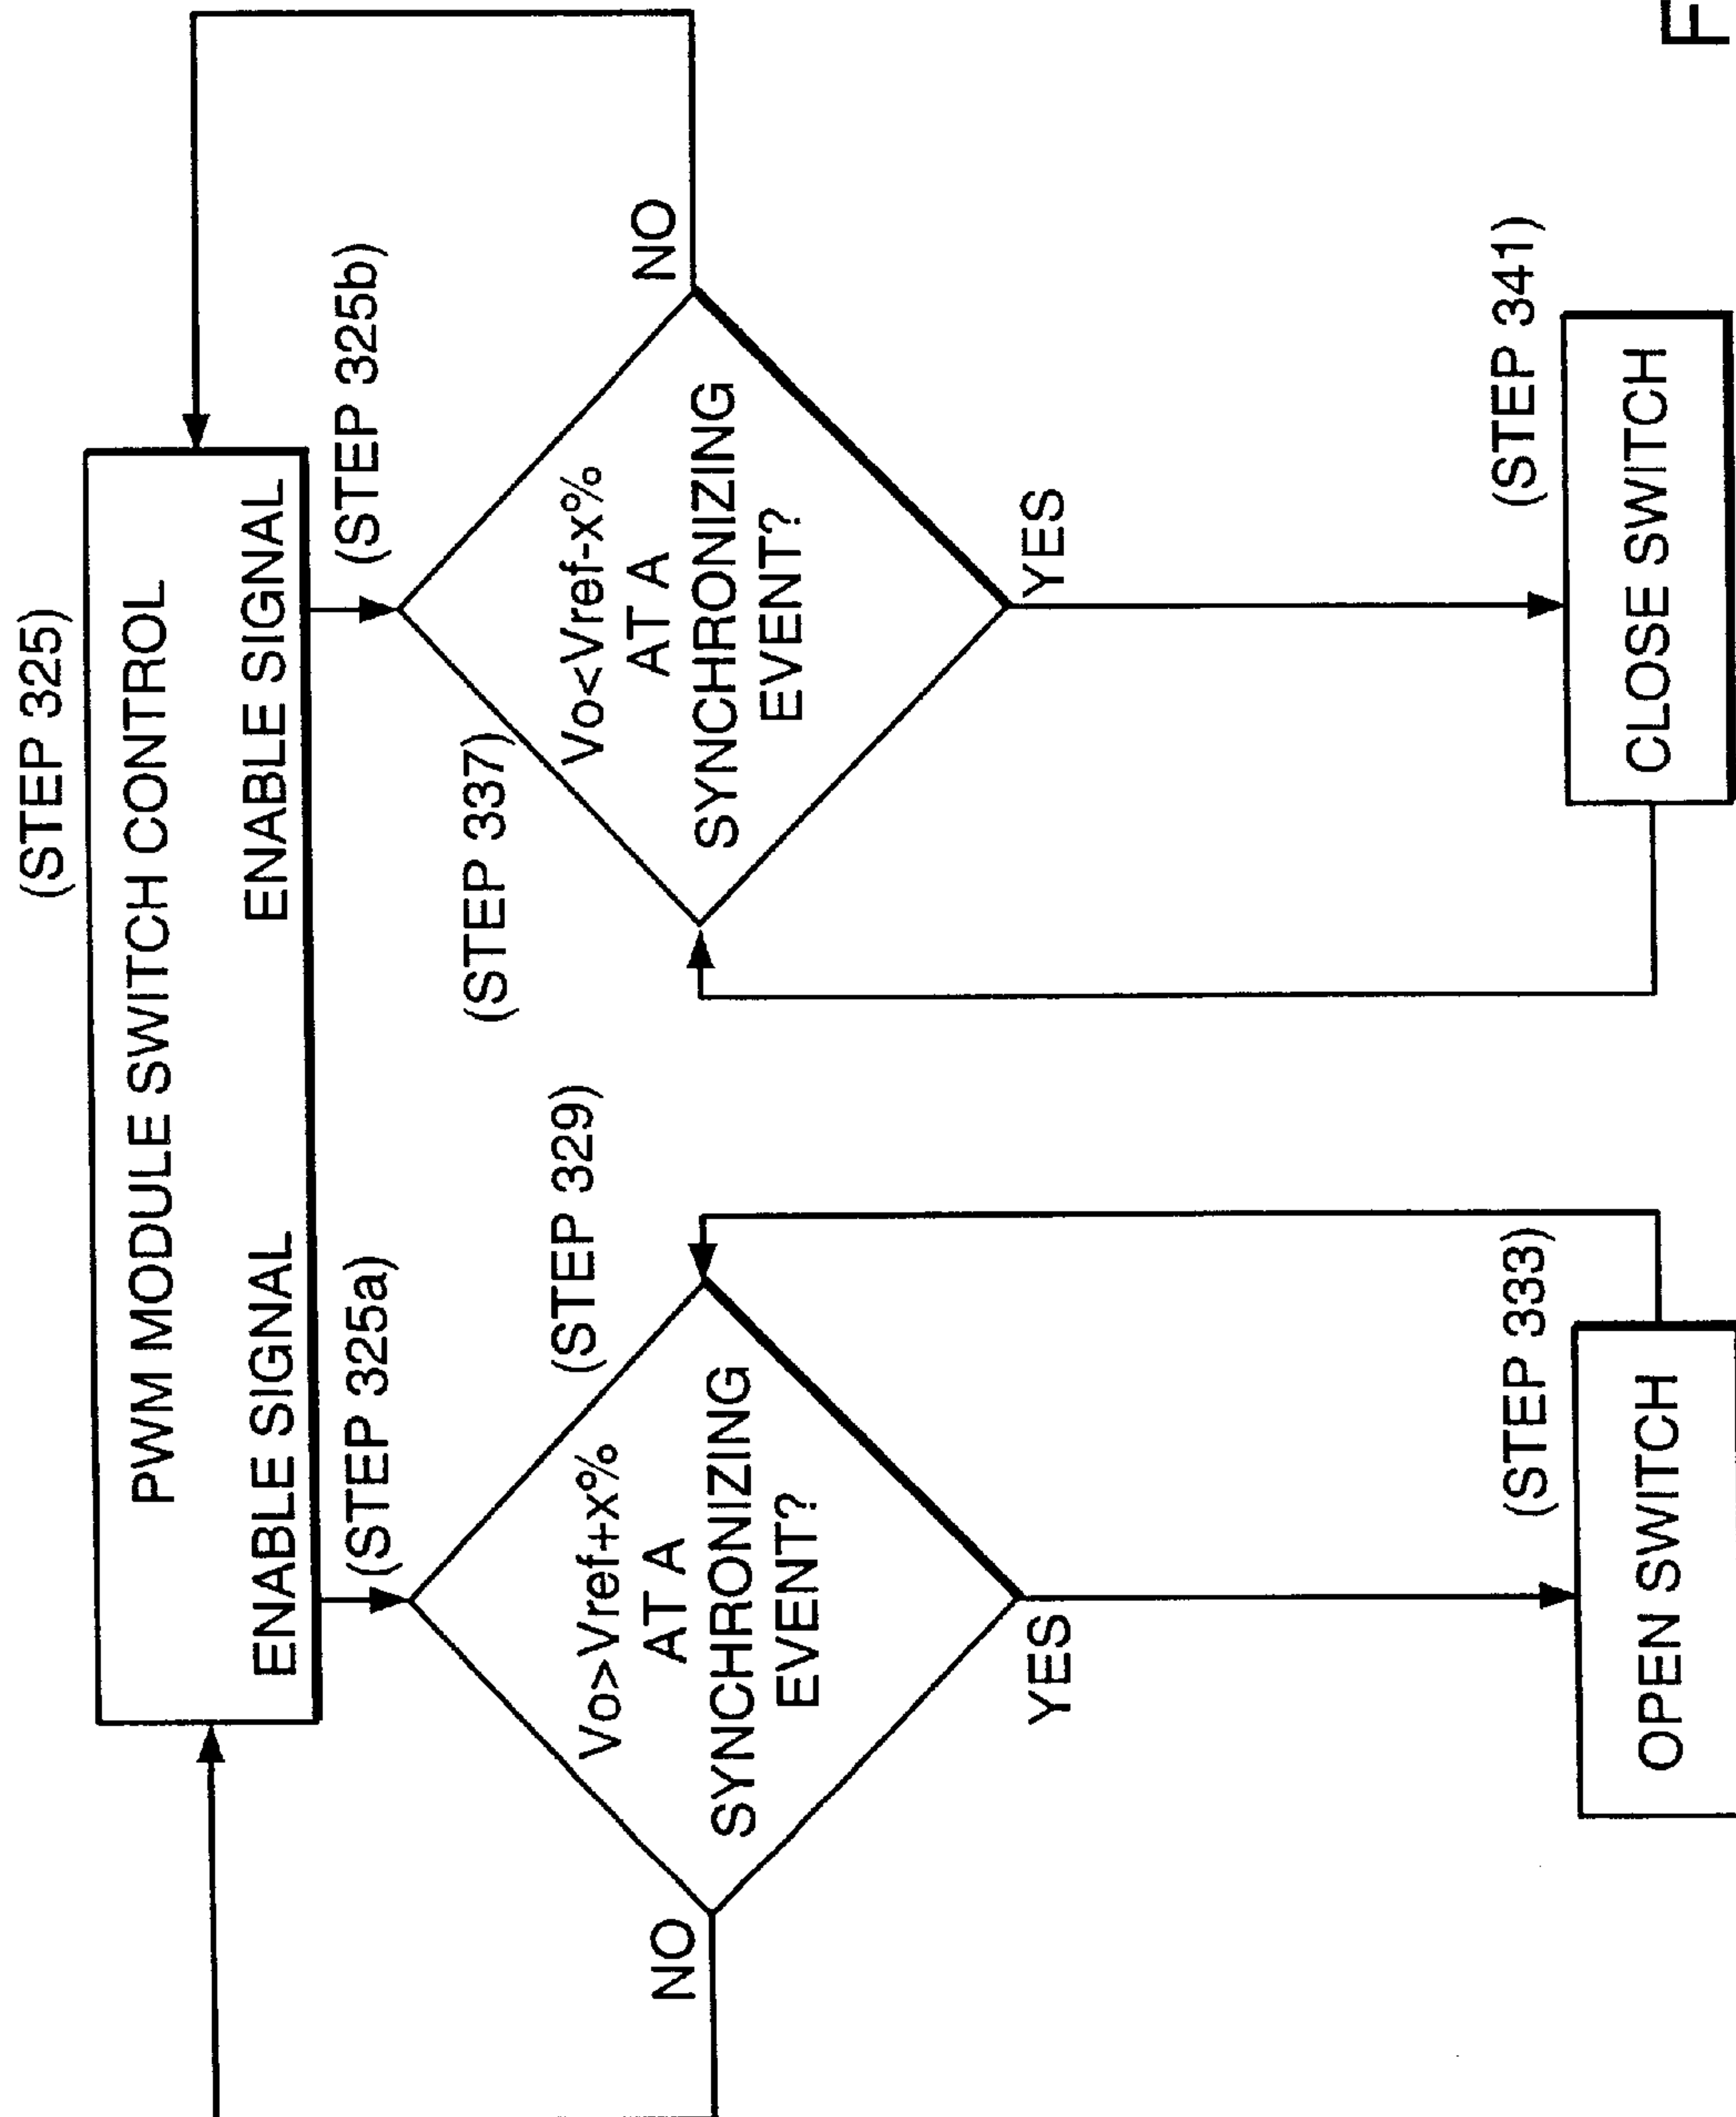 (STEP 325)
PWM MODULE SWITCH CONTROL
ENABLE SIGNAL
ENABLE SIGNAL
(STEP 325a)
(STEP 325b)
(STEP 329)
Vo>Vref+x%
AT A
SYNCHRONIZING
EVENT?
NO
YES
(STEP 333)
OPEN SWITCH
(STEP 337)
Vo<Vref-x%
AT A
SYNCHRONIZING
EVENT?
NO
YES
(STEP 341)
CLOSE SWITCH
F